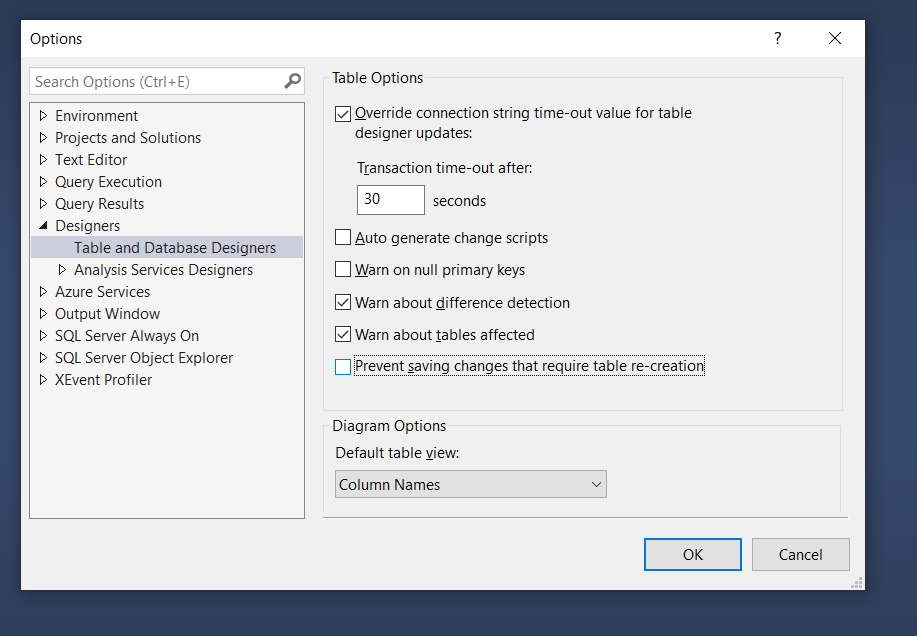 Options
?
Search Options (Ctrl+E)
Environment
Projects and Solutions
Text Editor
Query Execution
Query Results
Designers
Table and Database Designers
Analysis Services Designers
Azure Services
Output Window
SQL Server Always On
SQL Server Object Explorer
XEvent Profiler
Table Options
Override connection string time-out value for table
designer updates:
Transaction time-out after:
30 seconds
Auto generate change scripts
Warn on null primary keys
Warn about difference detection
Warn about tables affected
Prevent saving changes that require table re-creation
Diagram Options
Default table view:
Column Names
OK
Cancel